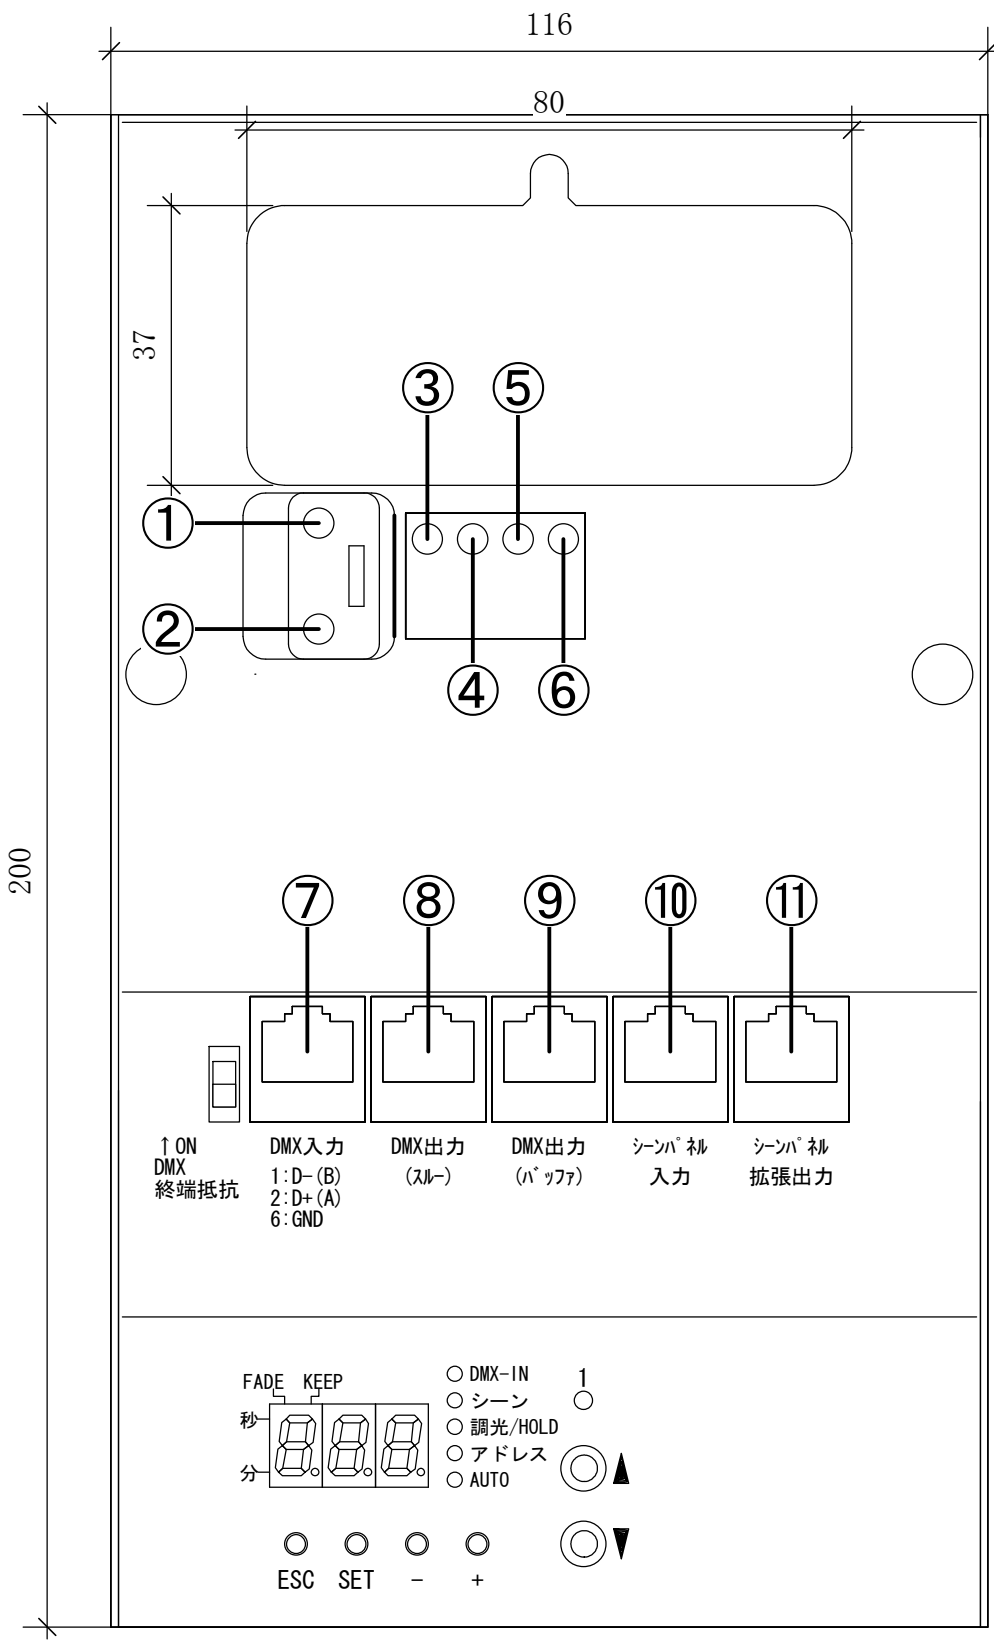 116
80
37
③ ⑤
①
②
④ ⑥
200
⑦ ⑧ ⑨ ⑩ ⑪
↑ON
DMX
終端抵抗
DMX入力
1:D-(B)
2:D+(A)
6:GND
DMX出力
(スルー)
DMX出力
(バッファ)
シーンパネル
入力
シーンパネル
拡張出力
FADE KEEP
秒
分
8.8.8.
DMX-IN
シーン
調光/HOLD
アドレス
AUTO
1
▲
▼
ESC SET - +